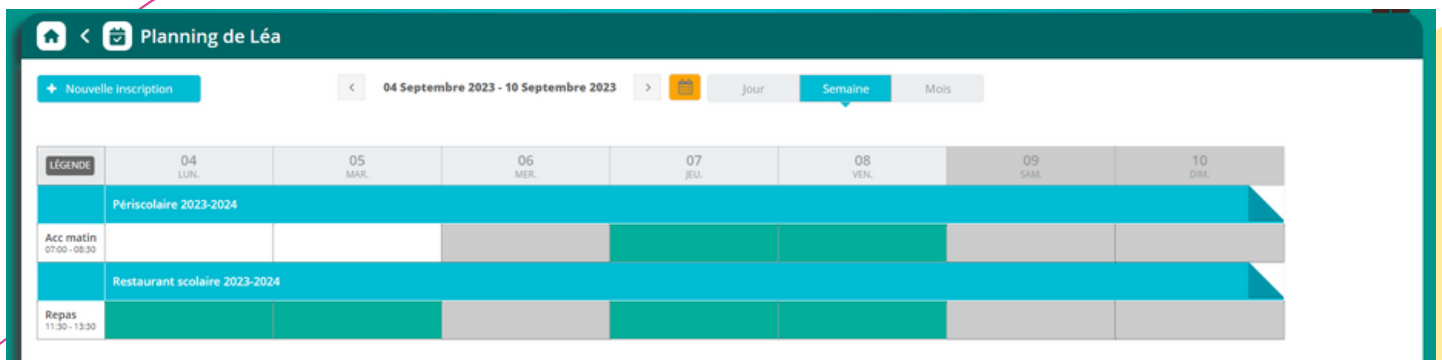 Planning de Léa
+ Nouvelle inscription
< 04 Septembre 2023 - 10 Septembre 2023 >
Jour Semaine Mois
LÉGENDE 04 05 06 07 08 09 10
LUN. MAR. MER. JEU. VEN. SAM. DIM.
Périscolaire 2023-2024
Acc matin
07:00 - 08:30
Restaurant scolaire 2023-2024
Repas
11:30 - 13:30